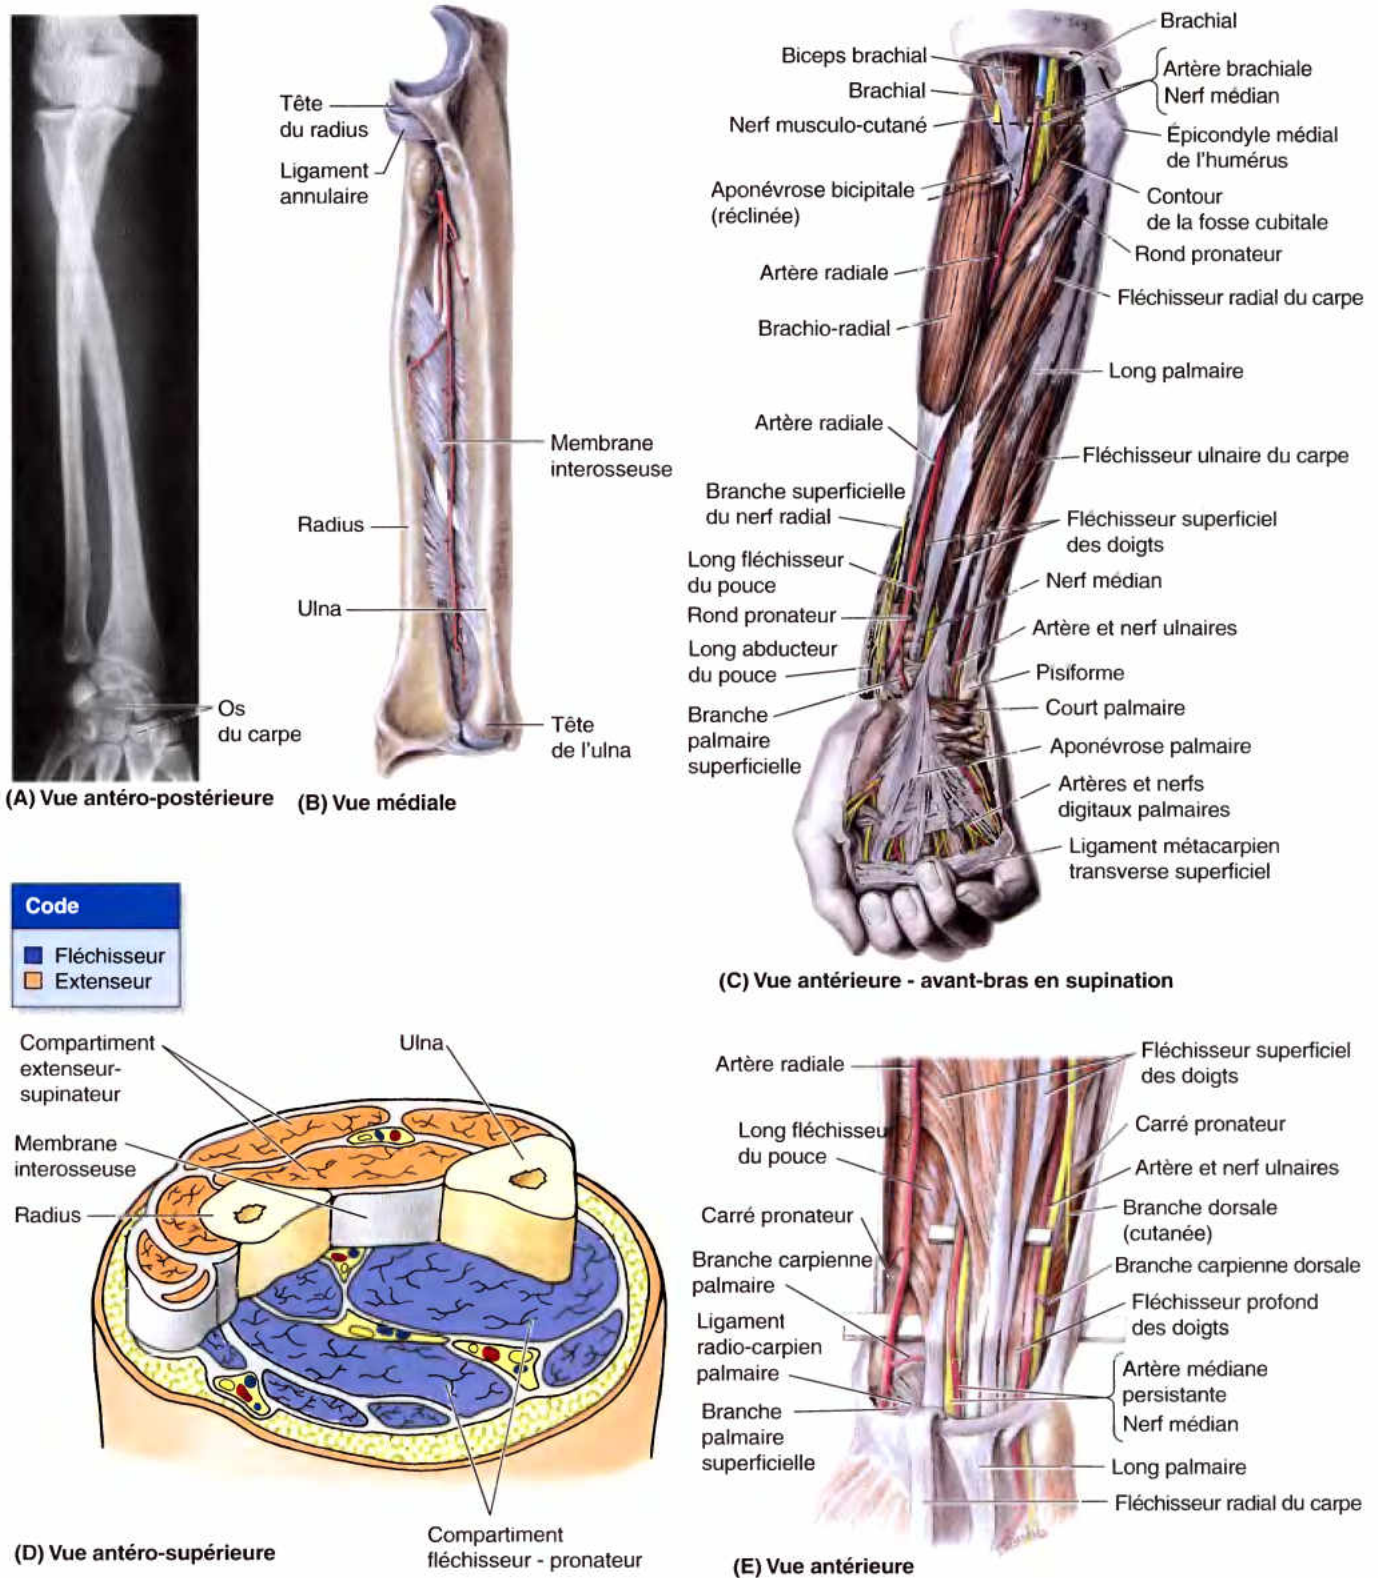 Tête
du radius
Ligament
annulaire
Membrane
interosseuse
Radius
Ulna
Os
du carpe
Tête
de l'ulna
(A) Vue antéro-postérieure
(B) Vue médiale
Biceps brachial
Brachial
Nerf musculo-cutané
Aponévrose bicipitale
(réclinée)
Artère radiale
Brachio-radial
Artère radiale
Branche superficielle
du nerf radial
Long fléchisseur
du pouce
Rond pronateur
Long abducteur
du pouce
Branche
palmaire
superficielle
Brachial
Artère brachiale
Nerf médian
Épicondyle médial
de l'humérus
Contour
de la fosse cubitale
Rond pronateur
Fléchisseur radial du carpe
Long palmaire
Fléchisseur ulnaire du carpe
Fléchisseur superficiel
des doigts
Nerf médian
Artère et nerf ulnaires
Pisiforme
Court palmaire
Aponévrose palmaire
Artères et nerfs
digitaux palmaires
Ligament métacarpien
transverse superficiel
(C) Vue antérieure - avant-bras en supination
Code
Fléchisseur
Extenseur
Compartiment
extenseur-
supinateur
Membrane
interosseuse
Radius
Ulna
Compartiment
fléchisseur - pronateur
(D) Vue antéro-supérieure
Artère radiale
Long fléchisseur
du pouce
Carré pronateur
Branche carpienne
palmaire
Ligament
radio-carpien
palmaire
Branche
palmaire
superficielle
Fléchisseur superficiel
des doigts
Carré pronateur
Artère et nerf ulnaires
Branche dorsale
(cutanée)
Branche carpienne dorsale
Fléchisseur profond
des doigts
Artère médiane
persistante
Nerf médian
Long palmaire
Fléchisseur radial du carpe
(E) Vue antérieure